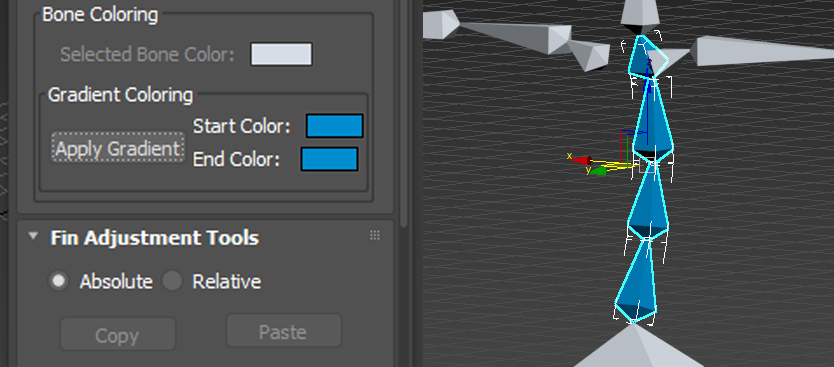 Bone Coloring
Selected Bone Color:
Gradient Coloring
Start Color:
Apply Gradient
End Color:
Fin Adjustment Tools
Absolute Relative
Copy Paste
x
y